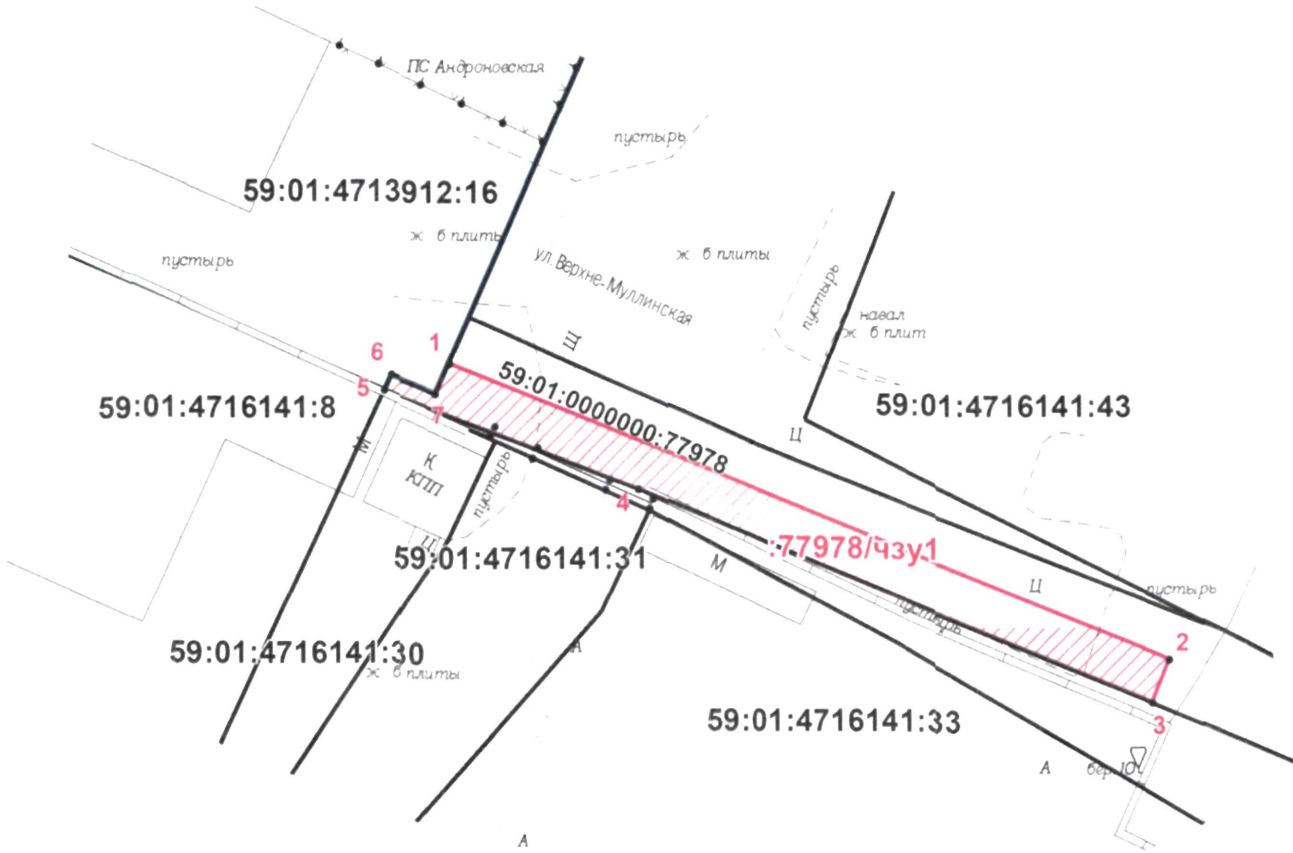 ПС Андроновская
пустырь
59:01:4713912:16
ж б плиты
ул. Верхне-Муллинская
ж б плиты
пустырь
пустырь
навал
ж б плит
Щ
1
6
5
7
59:01:0000000:77978
59:01:4716141:8
59:01:4716141:43
Ц
М
К
КПП
пустырь
4
Ц
59:01:4716141:31
:77978/чзу1
М
Ц
пустырь
пустырь
2
59:01:4716141:30
ж б плиты
А
59:01:4716141:33
3
А
бер.10
А